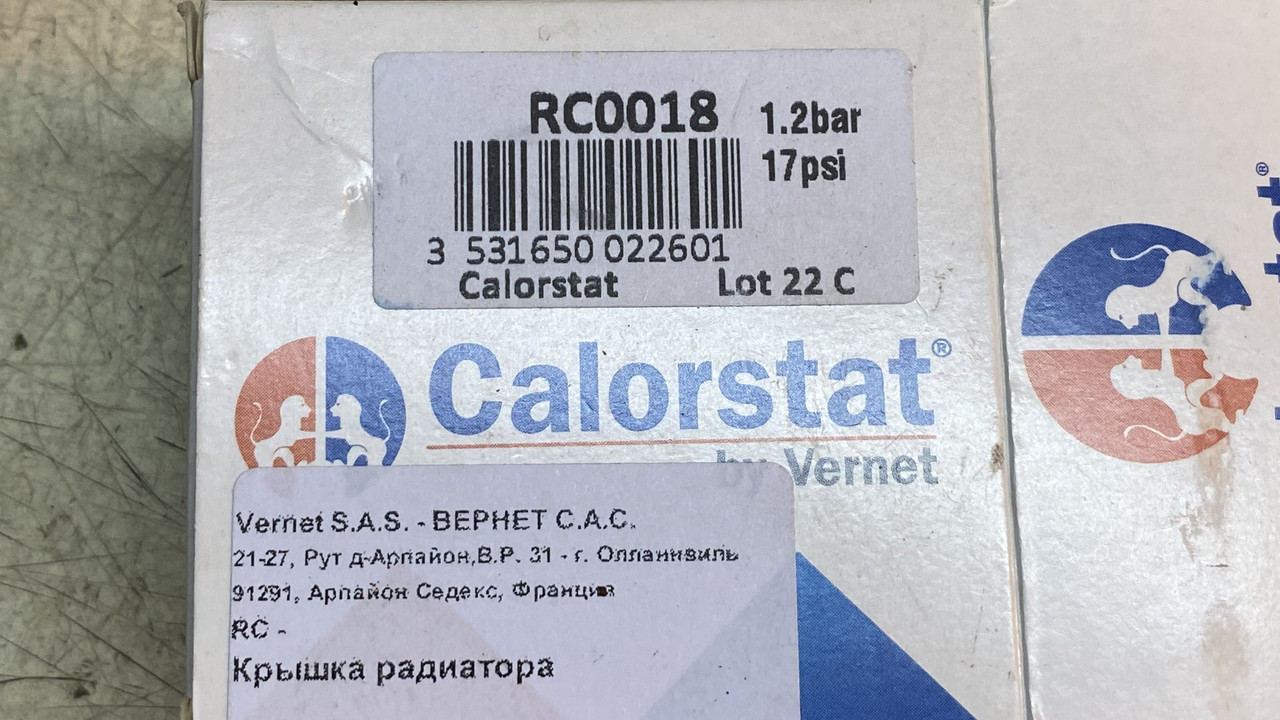 RC0018
1.2bar
17psi
3 531650 022601
Calorstat Lot 22 C
Calorstat®
by Vernet
Vernet S.A.S. - ВЕРНЕТ С.А.С.
21-27, Рут д-Арпайон,В.Р. 31 - г. Олланивиль
91291, Арпайон Седекс, Франция
RC -
Крышка радиатора